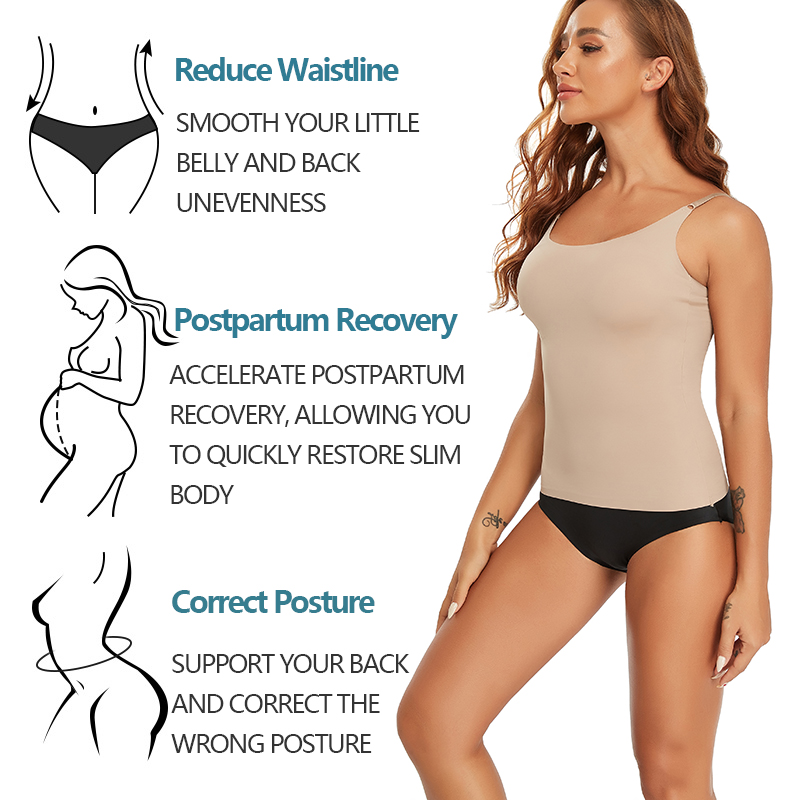 Reduce Waistline
SMOOTH YOUR LITTLE
BELLY AND BACK
UNEVENNESS
Postpartum Recovery
ACCELERATE POSTPARTUM
RECOVERY, ALLOWING YOU
TO QUICKLY RESTORE SLIM
BODY
Correct Posture
SUPPORT YOUR BACK
AND CORRECT THE
WRONG POSTURE